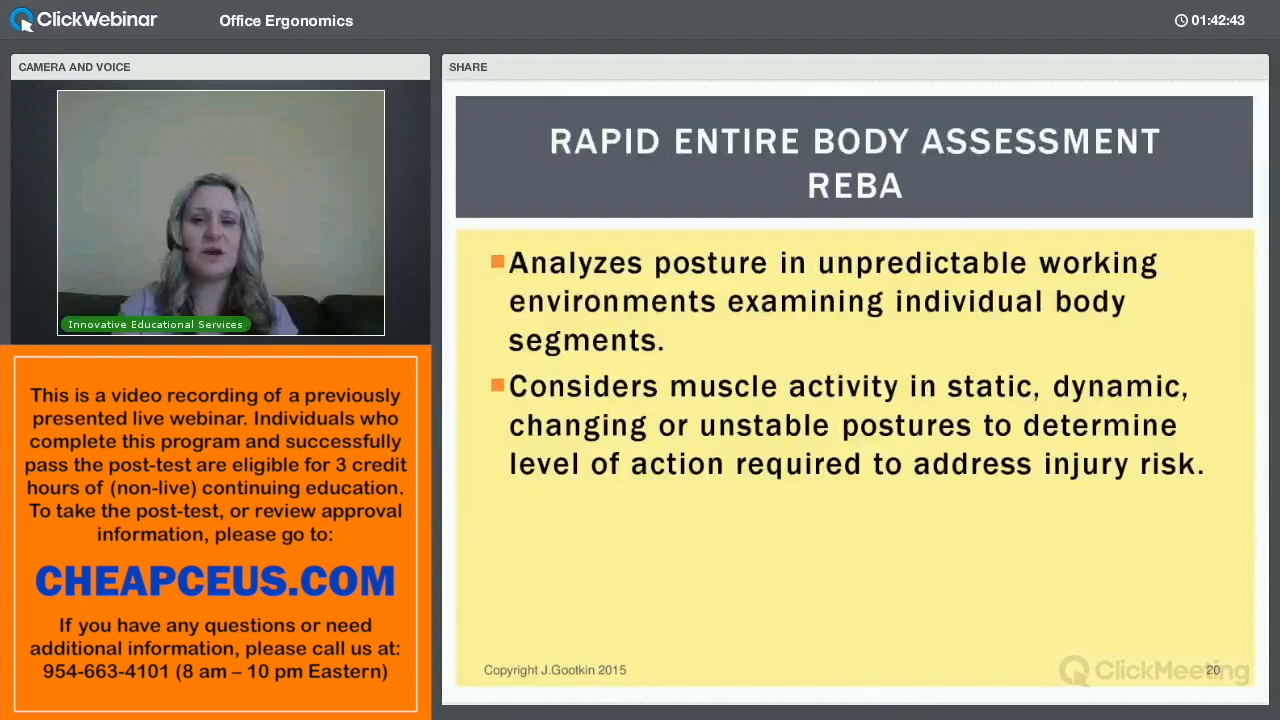 ClickWebinar
Office Ergonomics
01:42:43
CAMERA AND VOICE
Innovative Educational Services
This is a video recording of a previously
presented live webinar. Individuals who
complete this program and successfully
pass the post-test are eligible for 3 credit
hours of (non-live) continuing education.
To take the post-test, or review approval
information, please go to:
CHEAPCEUS.COM
If you have any questions or need
additional information, please call us at:
954-663-4101 (8 am – 10 pm Eastern)
SHARE
RAPID ENTIRE BODY ASSESSMENT
REBA
Analyzes posture in unpredictable working
environments examining individual body
segments.
Considers muscle activity in static, dynamic,
changing or unstable postures to determine
level of action required to address injury risk.
Copyright J.Gootkin 2015
20
ClickMeeting